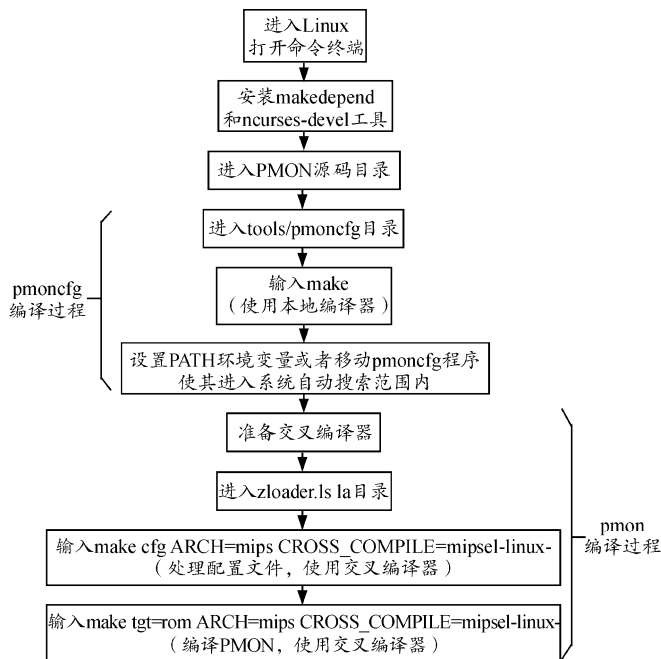 进入Linux
打开命令终端
安装makedepend
和ncurses-devel工具
进入PMON源码目录
进入tools/pmoncfg目录
pmoncfg
编译过程
输入make
（使用本地编译器）
设置PATH环境变量或者移动pmoncfg程序
使其进入系统自动搜索范围内
准备交叉编译器
进入zloader.ls la目录
pmon
编译过程
输入make cfg ARCH=mips CROSS_COMPILE=mipsel-linux-
（处理配置文件，使用交叉编译器）
输入make tgt=rom ARCH=mips CROSS_COMPILE=mipsel-linux-
（编译PMON，使用交叉编译器）